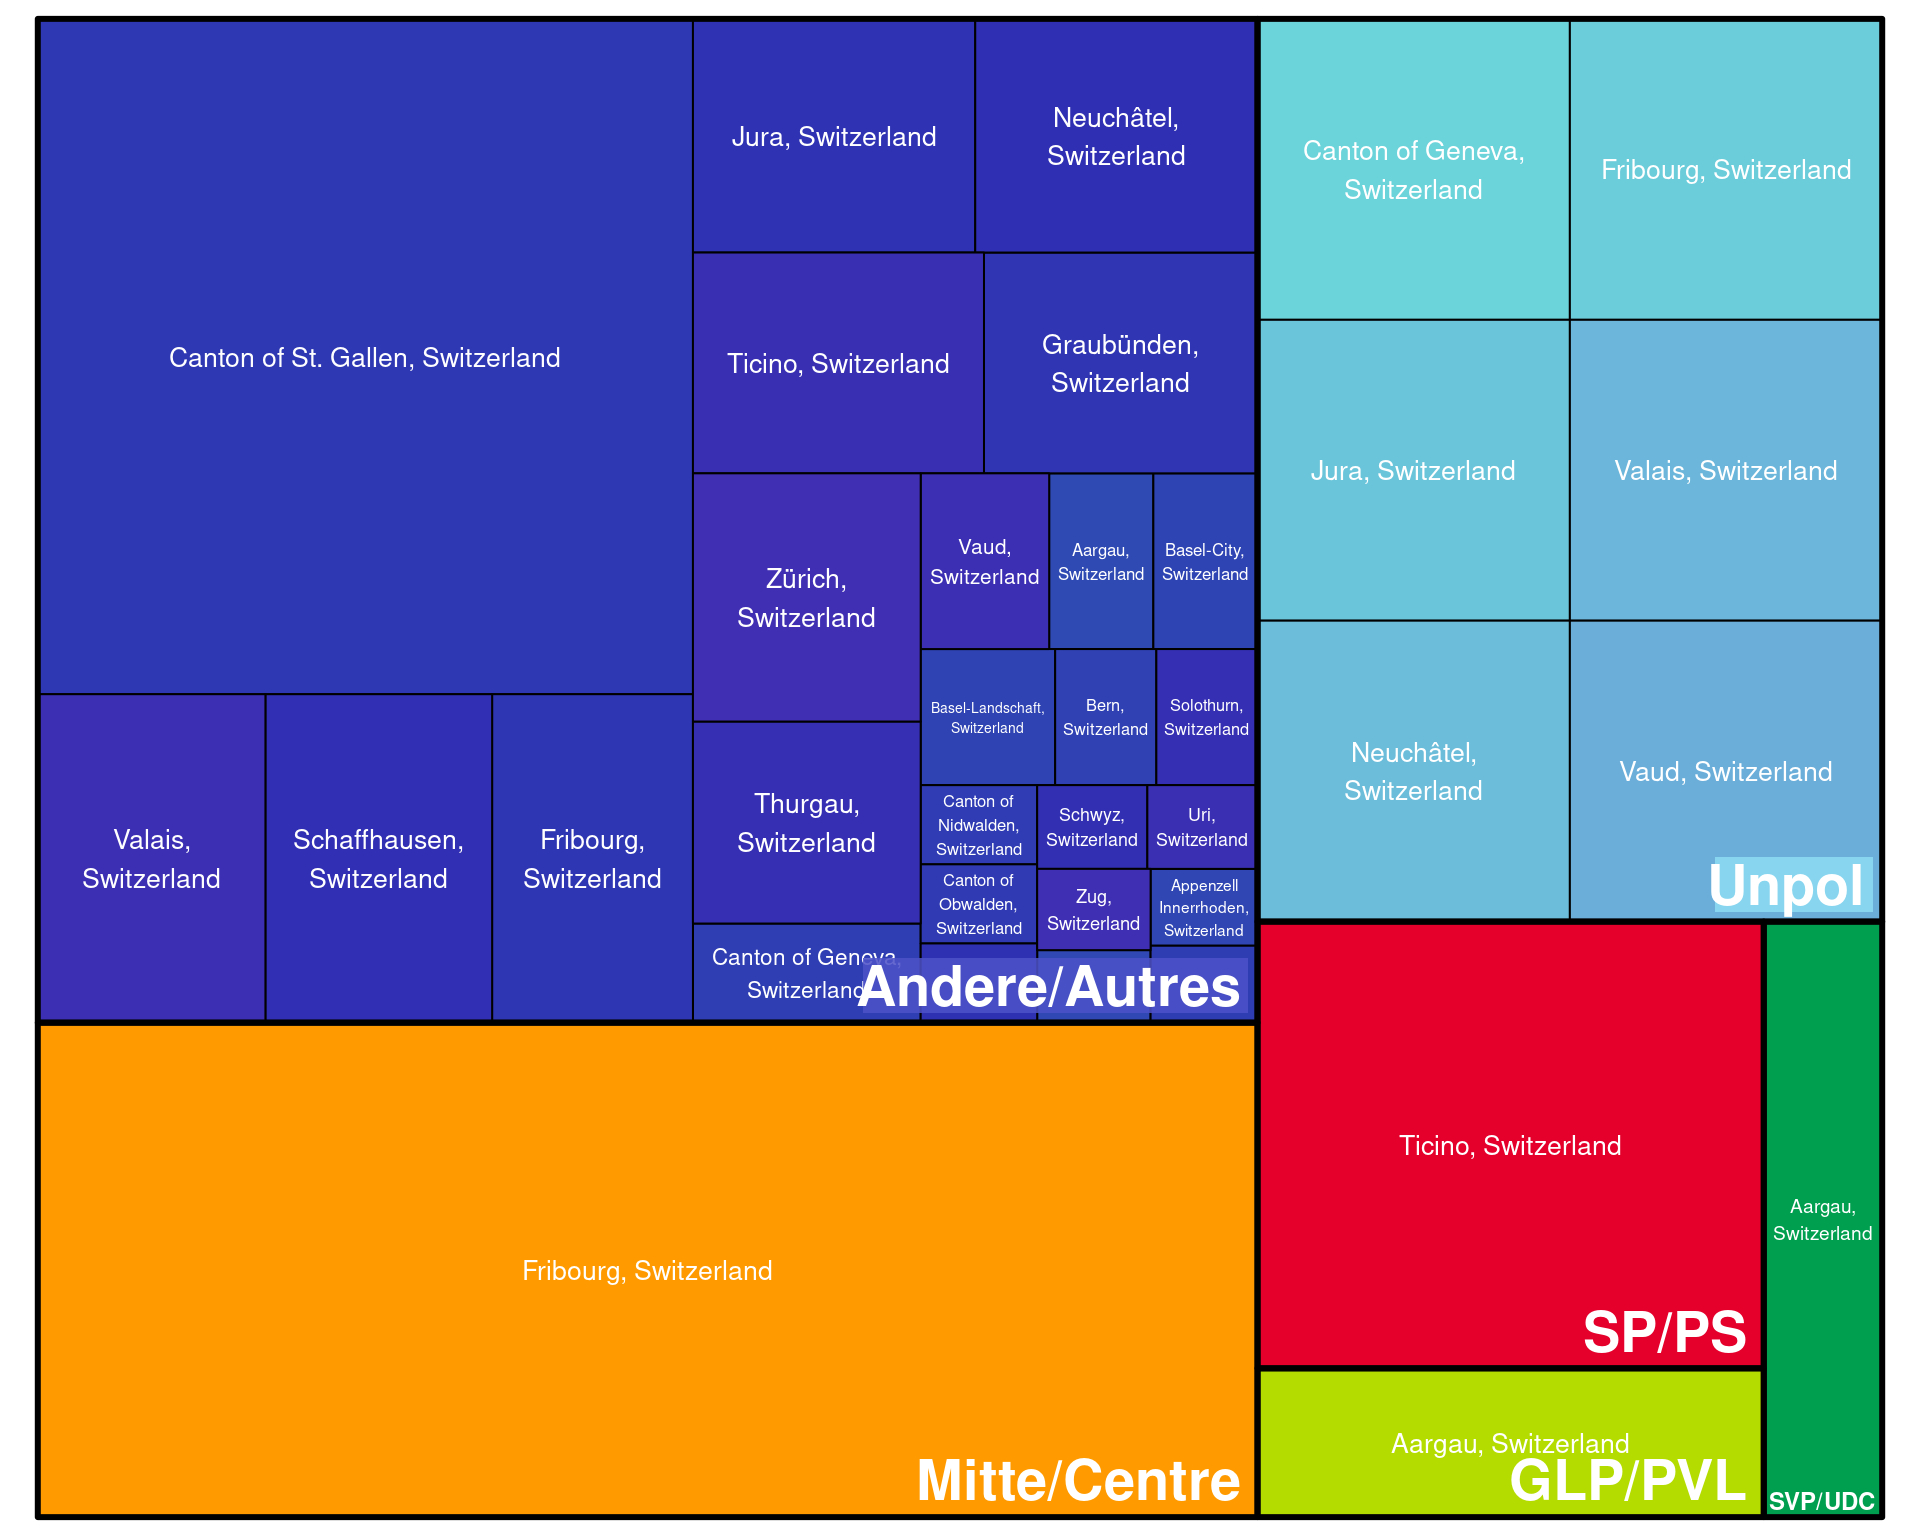 Canton of St. Gallen, Switzerland
Jura, Switzerland
Neuchâtel,
Switzerland
Ticino, Switzerland
Graubünden,
Switzerland
Valais,
Switzerland
Schaffhausen,
Switzerland
Fribourg,
Switzerland
Zürich,
Switzerland
Thurgau,
Switzerland
Canton of Geneva,
Switzerland
Vaud,
Switzerland
Aargau,
Switzerland
Basel-City,
Switzerland
Basel-Landschaft,
Switzerland
Bern,
Switzerland
Solothurn,
Switzerland
Canton of
Nidwalden,
Switzerland
Schwyz,
Switzerland
Uri,
Switzerland
Canton of
Obwalden,
Switzerland
Zug,
Switzerland
Appenzell
Innerrhoden,
Switzerland
Andere/Autres
Canton of Geneva,
Switzerland
Fribourg, Switzerland
Jura, Switzerland
Valais, Switzerland
Neuchâtel,
Switzerland
Vaud, Switzerland
Unpol
Fribourg, Switzerland
Mitte/Centre
Ticino, Switzerland
SP/PS
Aargau, Switzerland
GLP/PVL
Aargau,
Switzerland
SVP/UDC